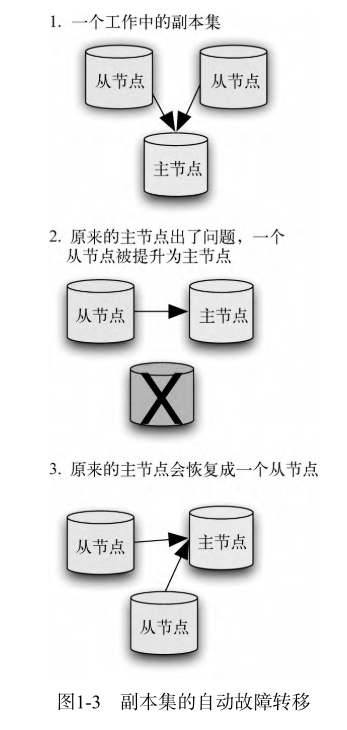 1. 一个工作中的副本集
从节点 从节点
主节点
2. 原来的主节点出了问题，一个
从节点被提升为主节点
从节点 主节点
X
3. 原来的主节点会恢复成一个从节点
从节点 主节点
从节点
图1-3 副本集的自动故障转移